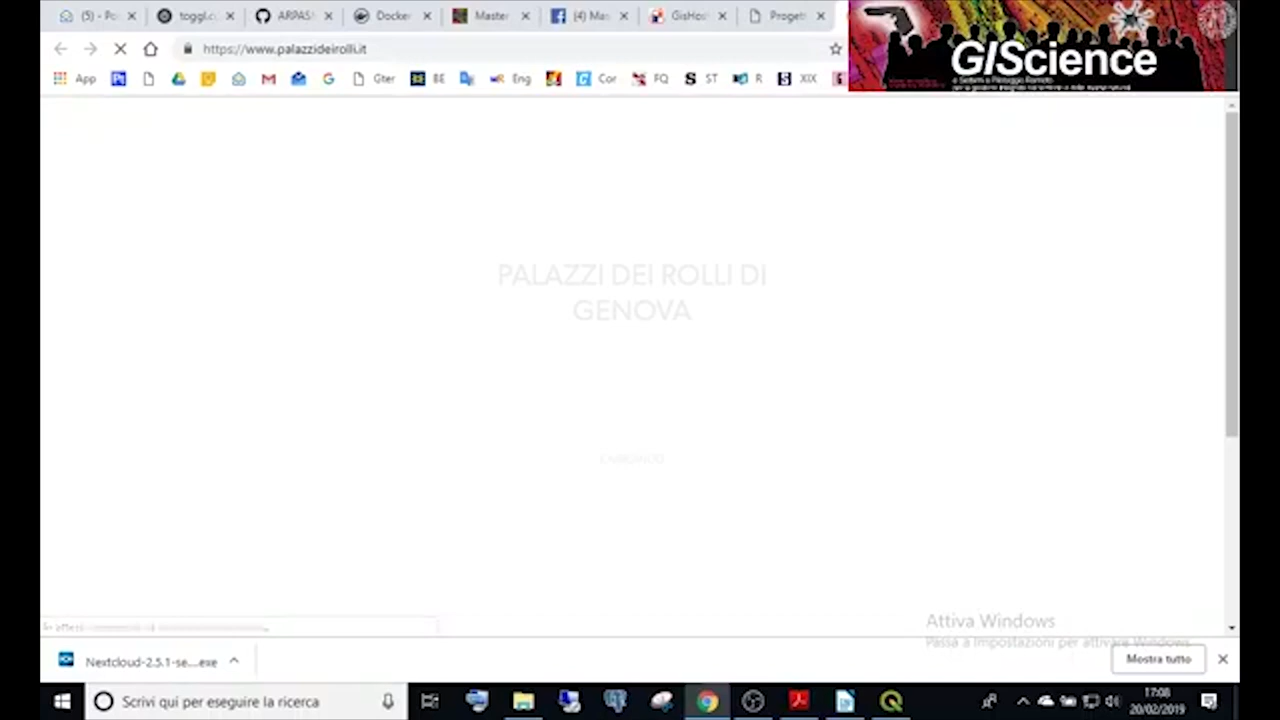 (5) - Po
toggl.c
ARPAS
Docker
Master
(4) Mas
GisHos
Progett
https://www.palazzideirolli.it
App
Gter
BE
Eng
Cor
FQ
ST
R
XIX
GIScience
PALAZZI DEI ROLLI DI
GENOVA
Attiva Windows
Passa a Impostazioni per attivare Windows.
Nextcloud-2.5.1-se....exe
Mostra tutto
Scrivi qui per eseguire la ricerca
17:08
20/02/2019